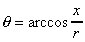 θ = arccos x/r